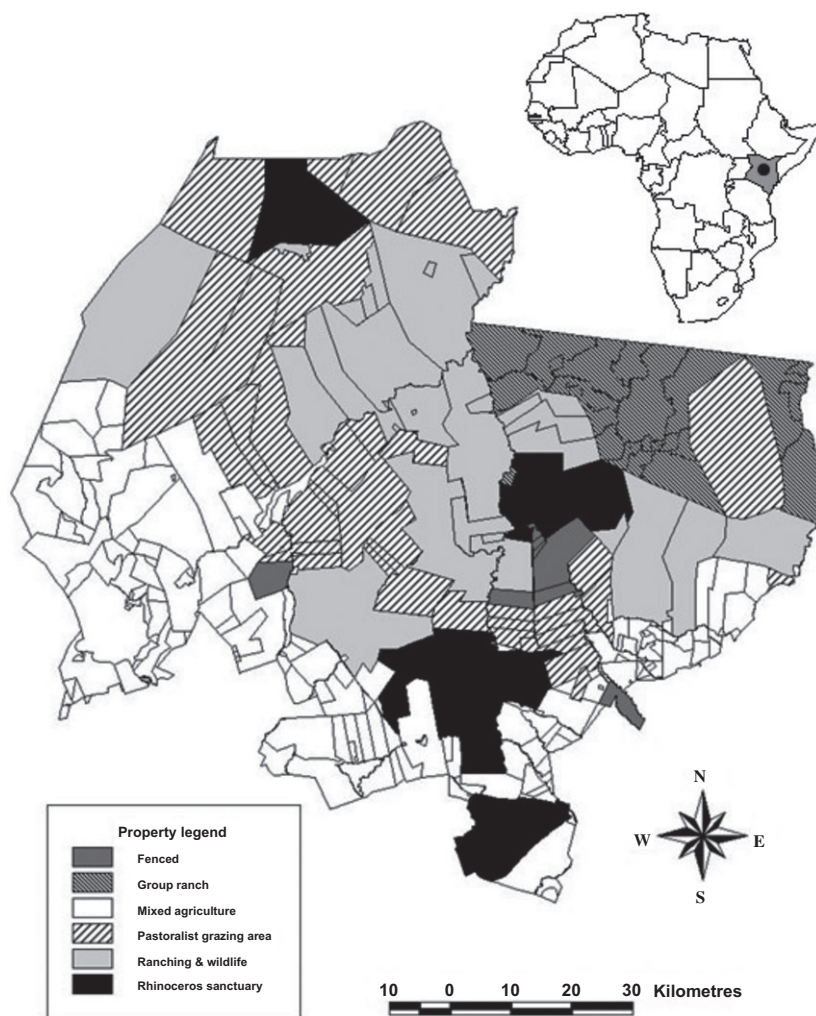 N
W E
S
Property legend
Fenced
Group ranch
Mixed agriculture
Pastoralist grazing area
Ranching & wildlife
Rhinoceros sanctuary
10 0 10 20 30 Kilometres